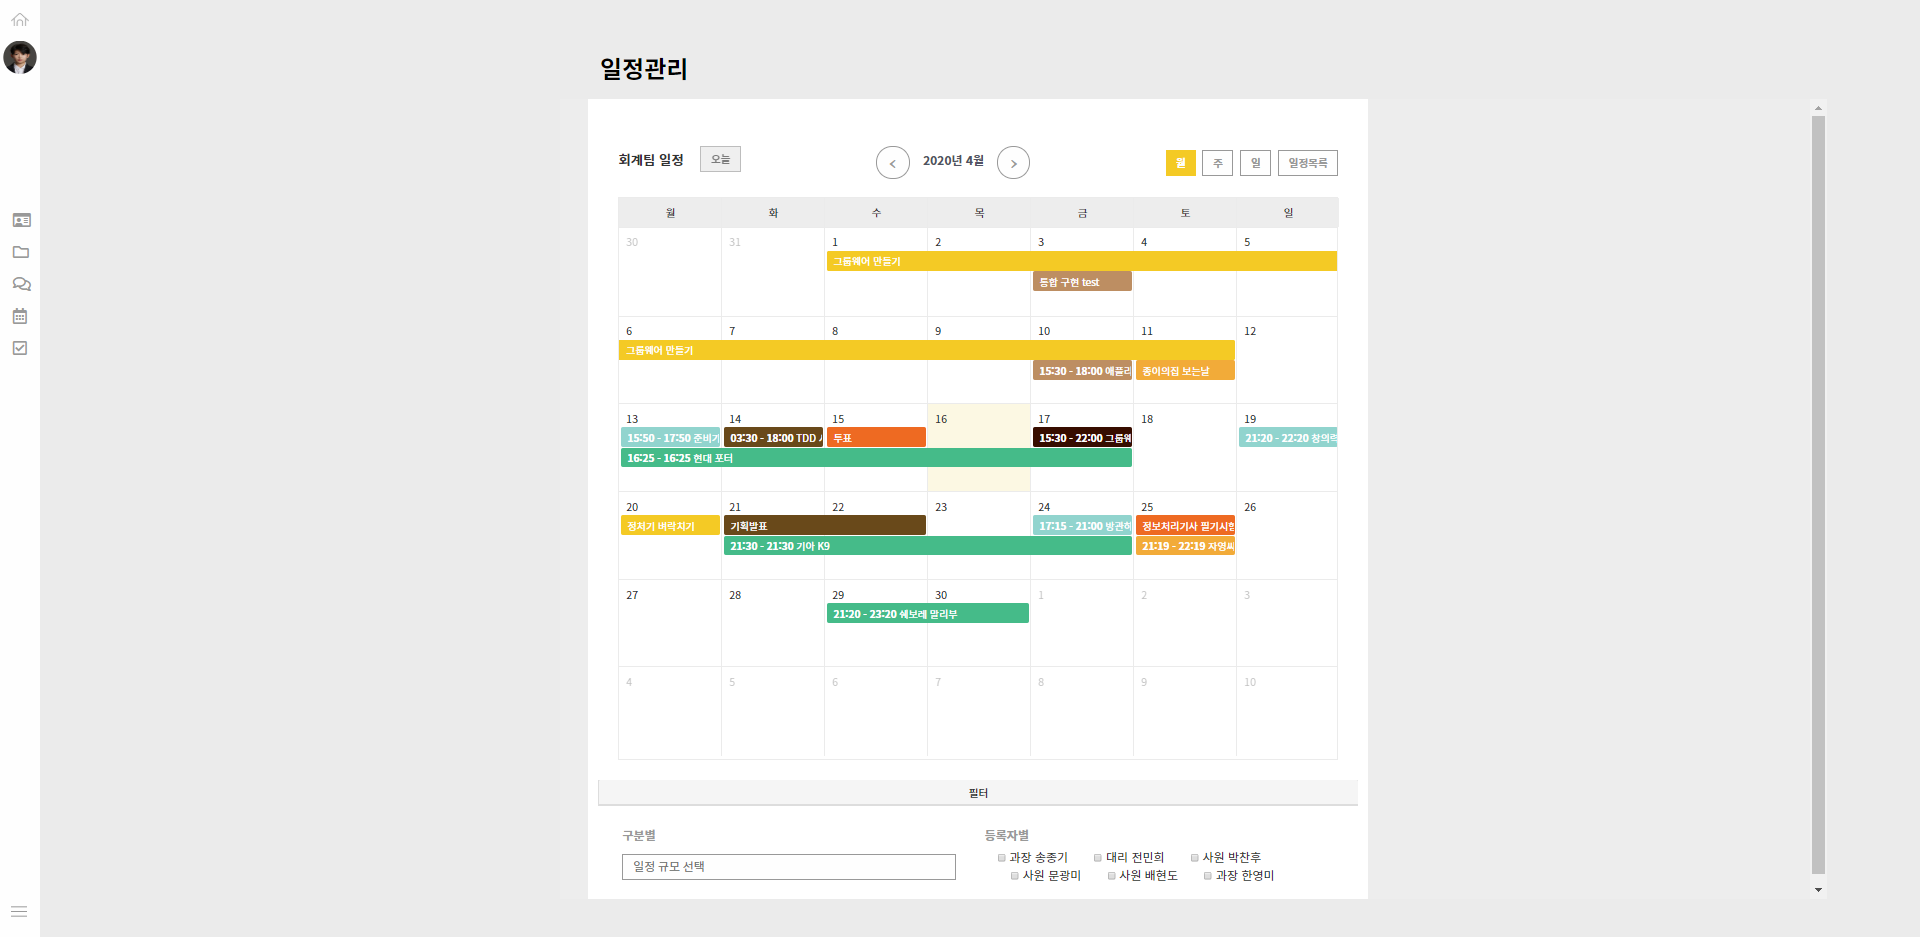 일정관리
회계팀 일정 오늘 < 2020년 4월 > 월 주 일 일정목록
월 화 수 목 금 토 일
30 31 1 2 3 4 5
그룹웨어 만들기
통합 구현 test
6 7 8 9 10 11 12
그룹웨어 만들기
15:30 - 18:00 애플리 종이의집 보는날
13 14 15 16 17 18 19
15:50 - 17:50 준비기 03:30 - 18:00 TDD 투표 15:30 - 22:00 그룹웨 21:20 - 22:20 창의력
16:25 - 16:25 현대 포터
20 21 22 23 24 25 26
정처기 벼락치기 기획발표 17:15 - 21:00 방관하 정보처리기사 필기시험
21:30 - 21:30 기아 K9 21:19 - 22:19 자영씨
27 28 29 30 1 2 3
21:20 - 23:20 쉐보레 말리부
4 5 6 7 8 9 10
필터
구분별 등록자별
일정 규모 선택 과장 송종기 대리 전민희 사원 박찬후
사원 문광미 사원 배현도 과장 한영미